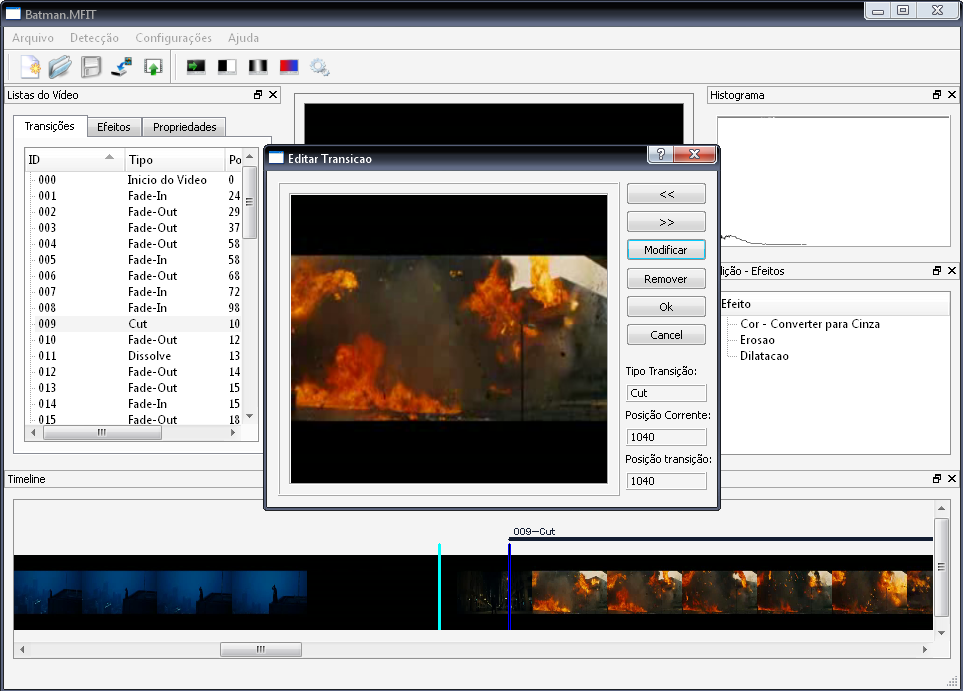 Batman.MFIT
Arquivo Detecção Configurações Ajuda
Listas do Vídeo
Transições Efeitos Propriedades
ID Tipo Po
000 Inicio do Video 0
001 Fade-In 24
002 Fade-Out 29
003 Fade-Out 37
004 Fade-Out 58
005 Fade-In 58
006 Fade-Out 68
007 Fade-In 72
008 Fade-In 98
009 Cut 10
010 Fade-Out 12
011 Dissolve 13
012 Fade-Out 14
013 Fade-Out 15
014 Fade-In 15
015 Fade-Out 18
Editar Transicao
<<
>>
Modificar
Remover
Ok
Cancel
Tipo Transição:
Cut
Posição Corrente:
1040
Posição transição:
1040
Histograma
ição - Efeitos
Efeito
Cor - Converter para Cinza
Erosao
Dilatacao
Timeline
009-Cut